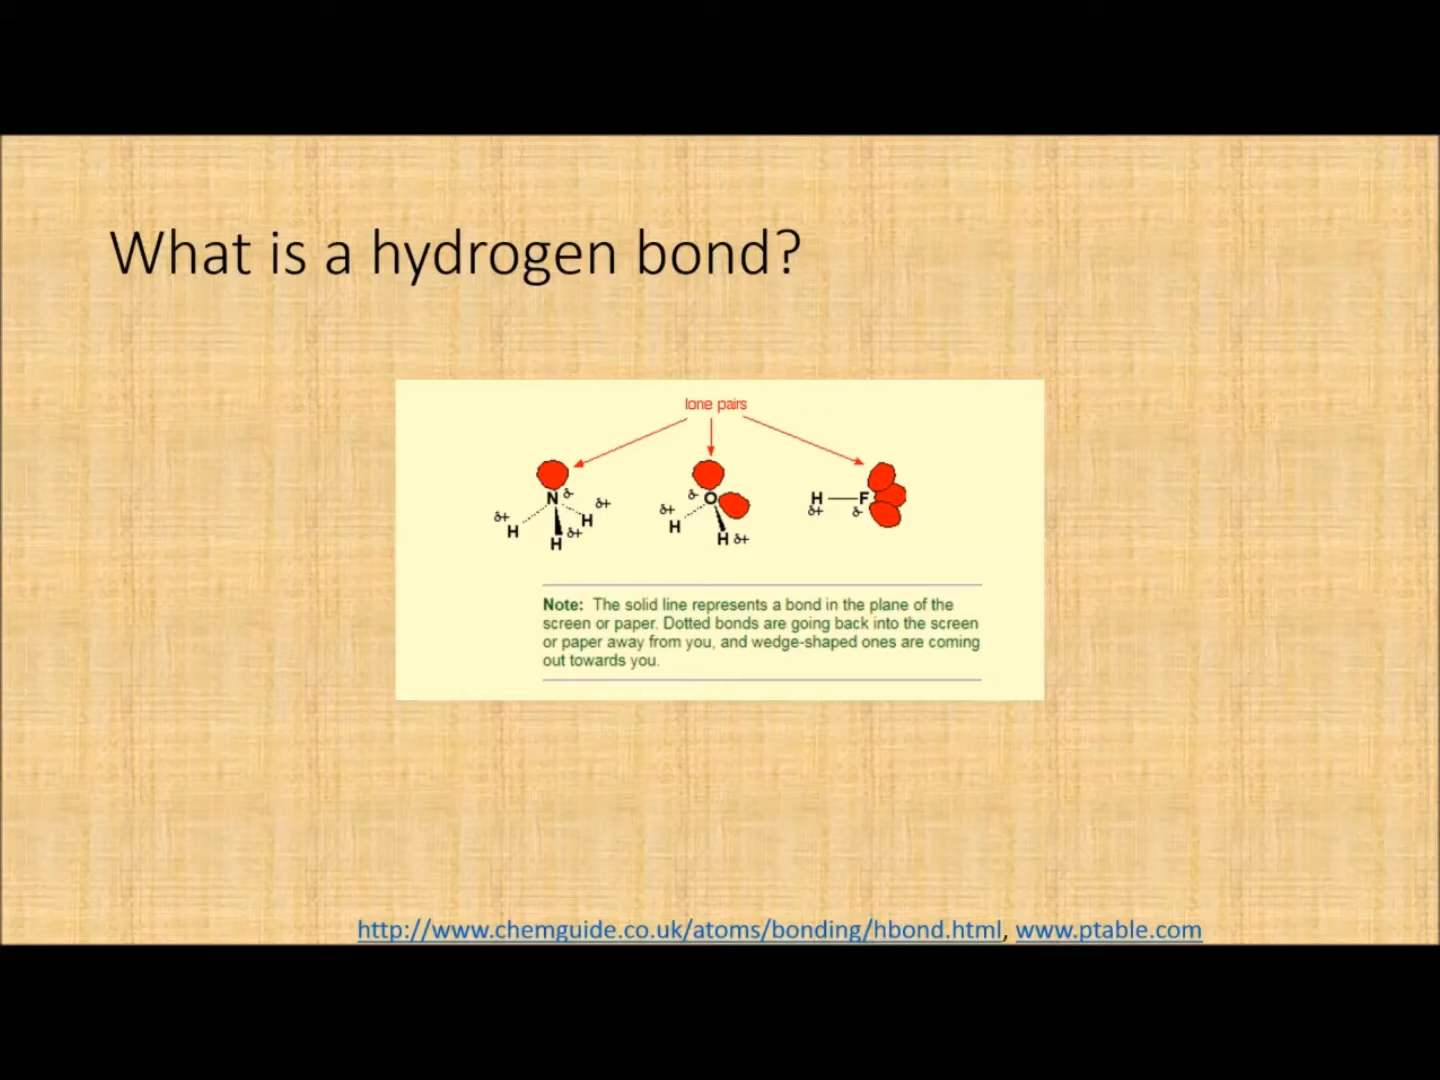 What is a hydrogen bond?
lone pairs
N δ-
δ+
H
δ+
H
H
δ+
δ- O
δ+
H
H δ+
H
δ+
F
δ-
Note: The solid line represents a bond in the plane of the
screen or paper. Dotted bonds are going back into the screen
or paper away from you, and wedge-shaped ones are coming
out towards you.
http://www.chemguide.co.uk/atoms/bonding/hbond.html, www.ptable.com